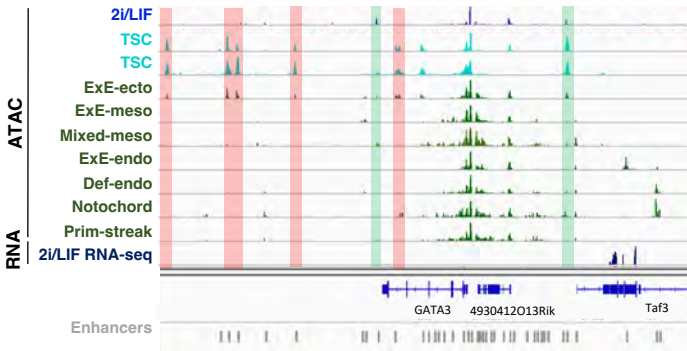 2i/LIF
TSC
TSC
ExE-ecto
ExE-meso
Mixed-meso
ExE-endo
Def-endo
Notochord
Prim-streak
2i/LIF RNA-seq
ATAC
RNA
GATA3 4930412O13Rik Taf3
Enhancers